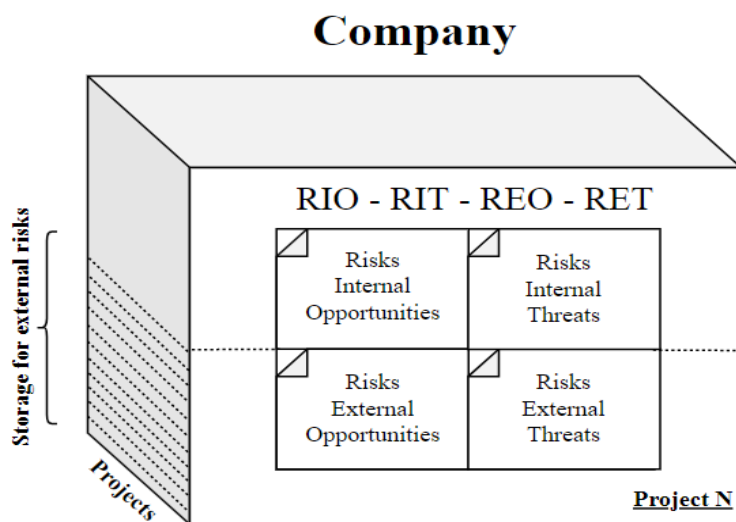 Company
RIO - RIT - REO - RET
Risks
Internal
Opportunities
Risks
Internal
Threats
Risks
External
Opportunities
Risks
External
Threats
Storage for external risks
Projects
Project N